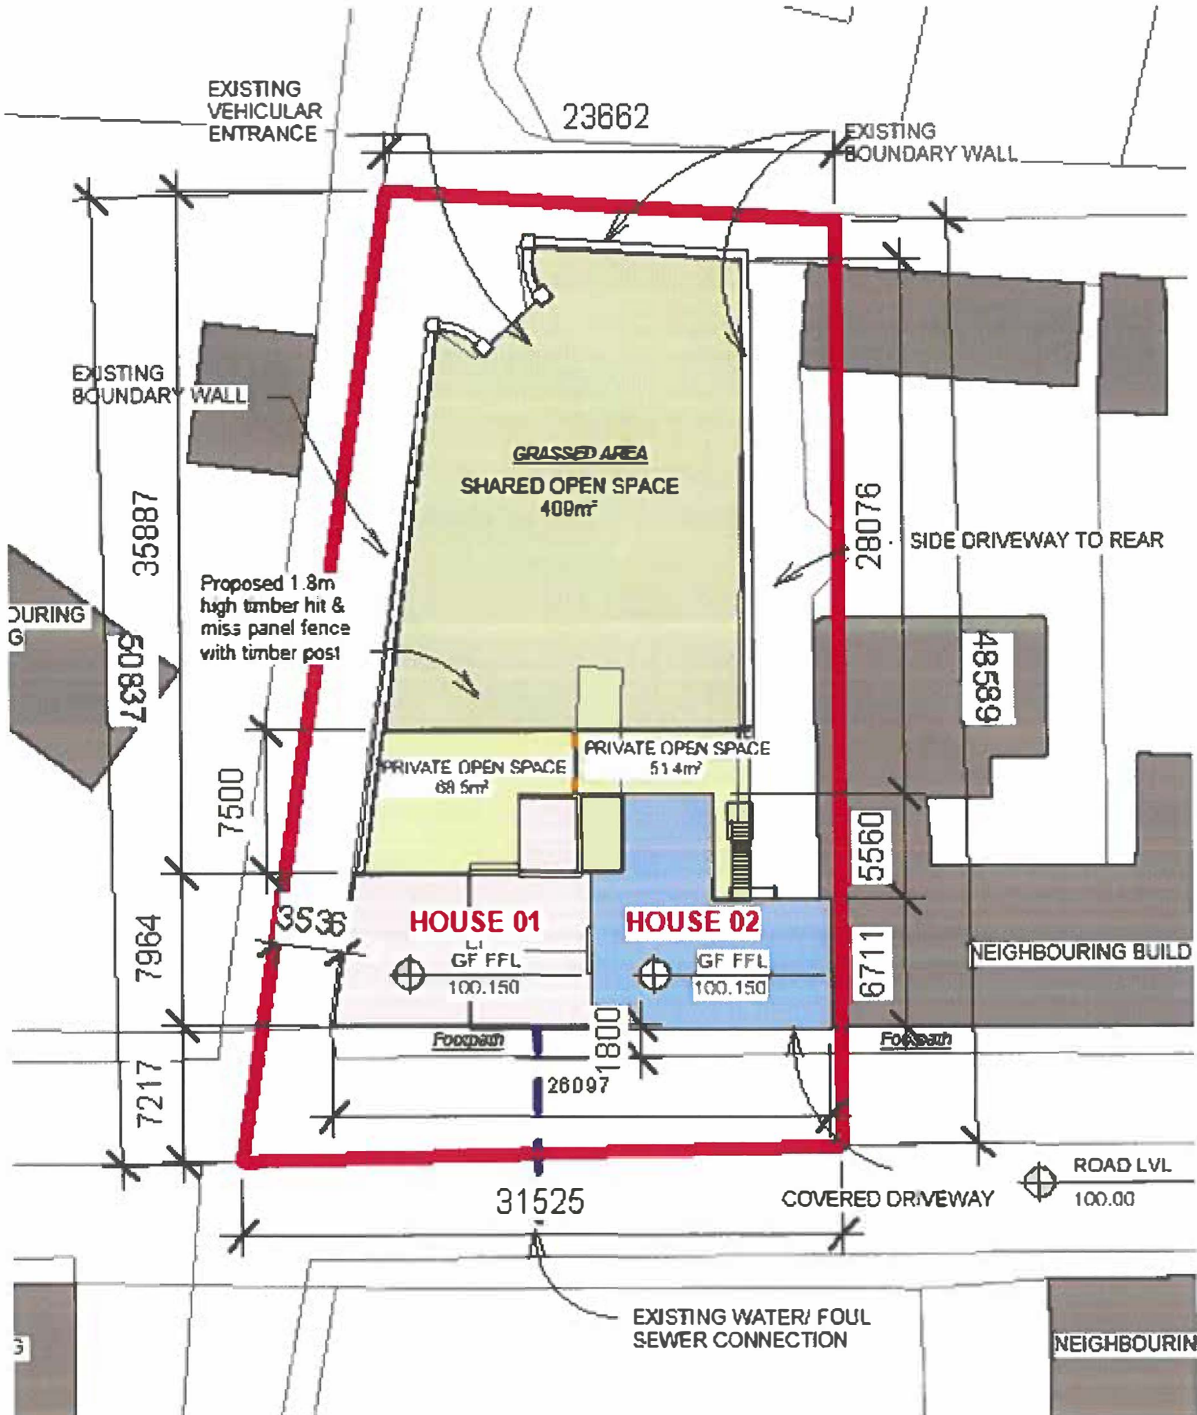 EXISTING
VEHICULAR
ENTRANCE
23662
EXISTING
BOUNDARY WALL
EXISTING
BOUNDARY WALL
GRASSED AREA
SHARED OPEN SPACE
409m²
35887
28076
SIDE DRIVEWAY TO REAR
Proposed 1.8m
high timber hit &
miss panel fence
with timber post
OURING
G
50837
48589
PRIVATE OPEN SPACE
68.5m²
PRIVATE OPEN SPACE
51.4m²
7500
5560
3536
HOUSE 01
HOUSE 02
7964
GF FFL
100.150
GF FFL
100.150
6711
NEIGHBOURING BUILD
Footpath
1800
Footpath
7217
26097
ROAD LVL
100.00
31525
COVERED DRIVEWAY
EXISTING WATER/ FOUL
SEWER CONNECTION
G
NEIGHBOURIN